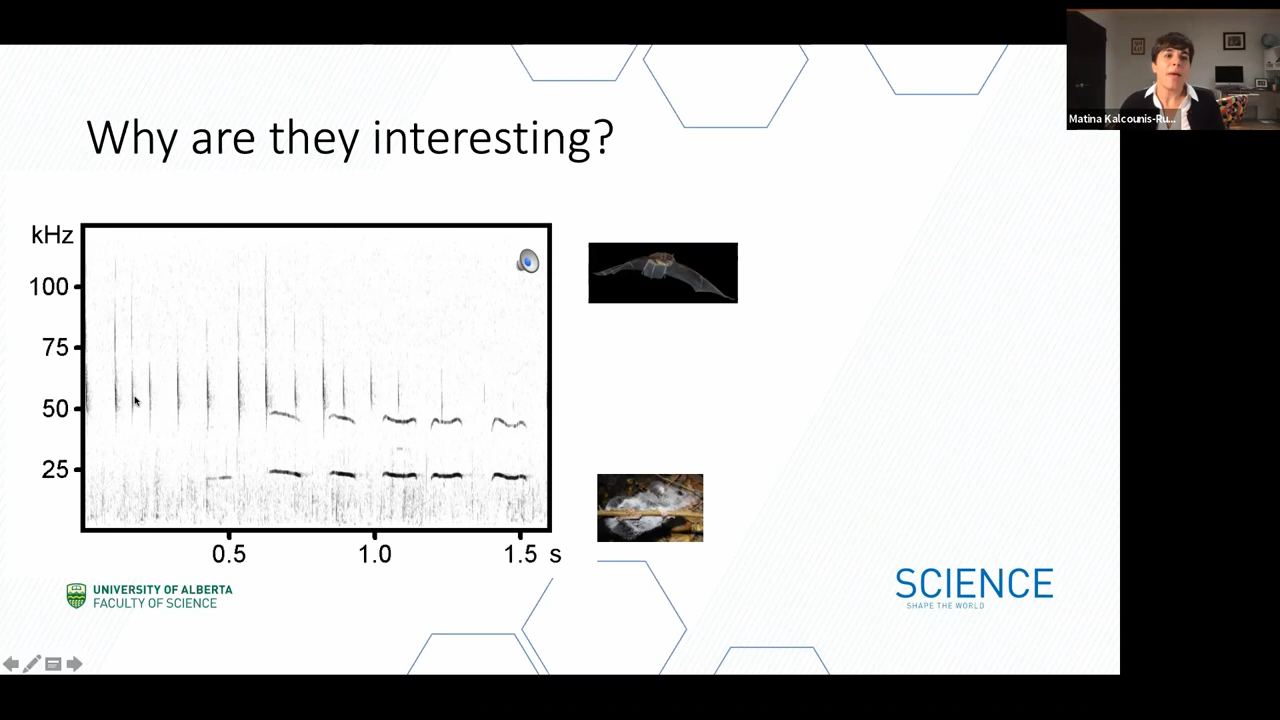 Why are they interesting?
Matina Kalcounis-Ru...
kHz
100
75
50
25
0.5 1.0 1.5 s
UNIVERSITY OF ALBERTA
FACULTY OF SCIENCE
SCIENCE
SHAPE THE WORLD